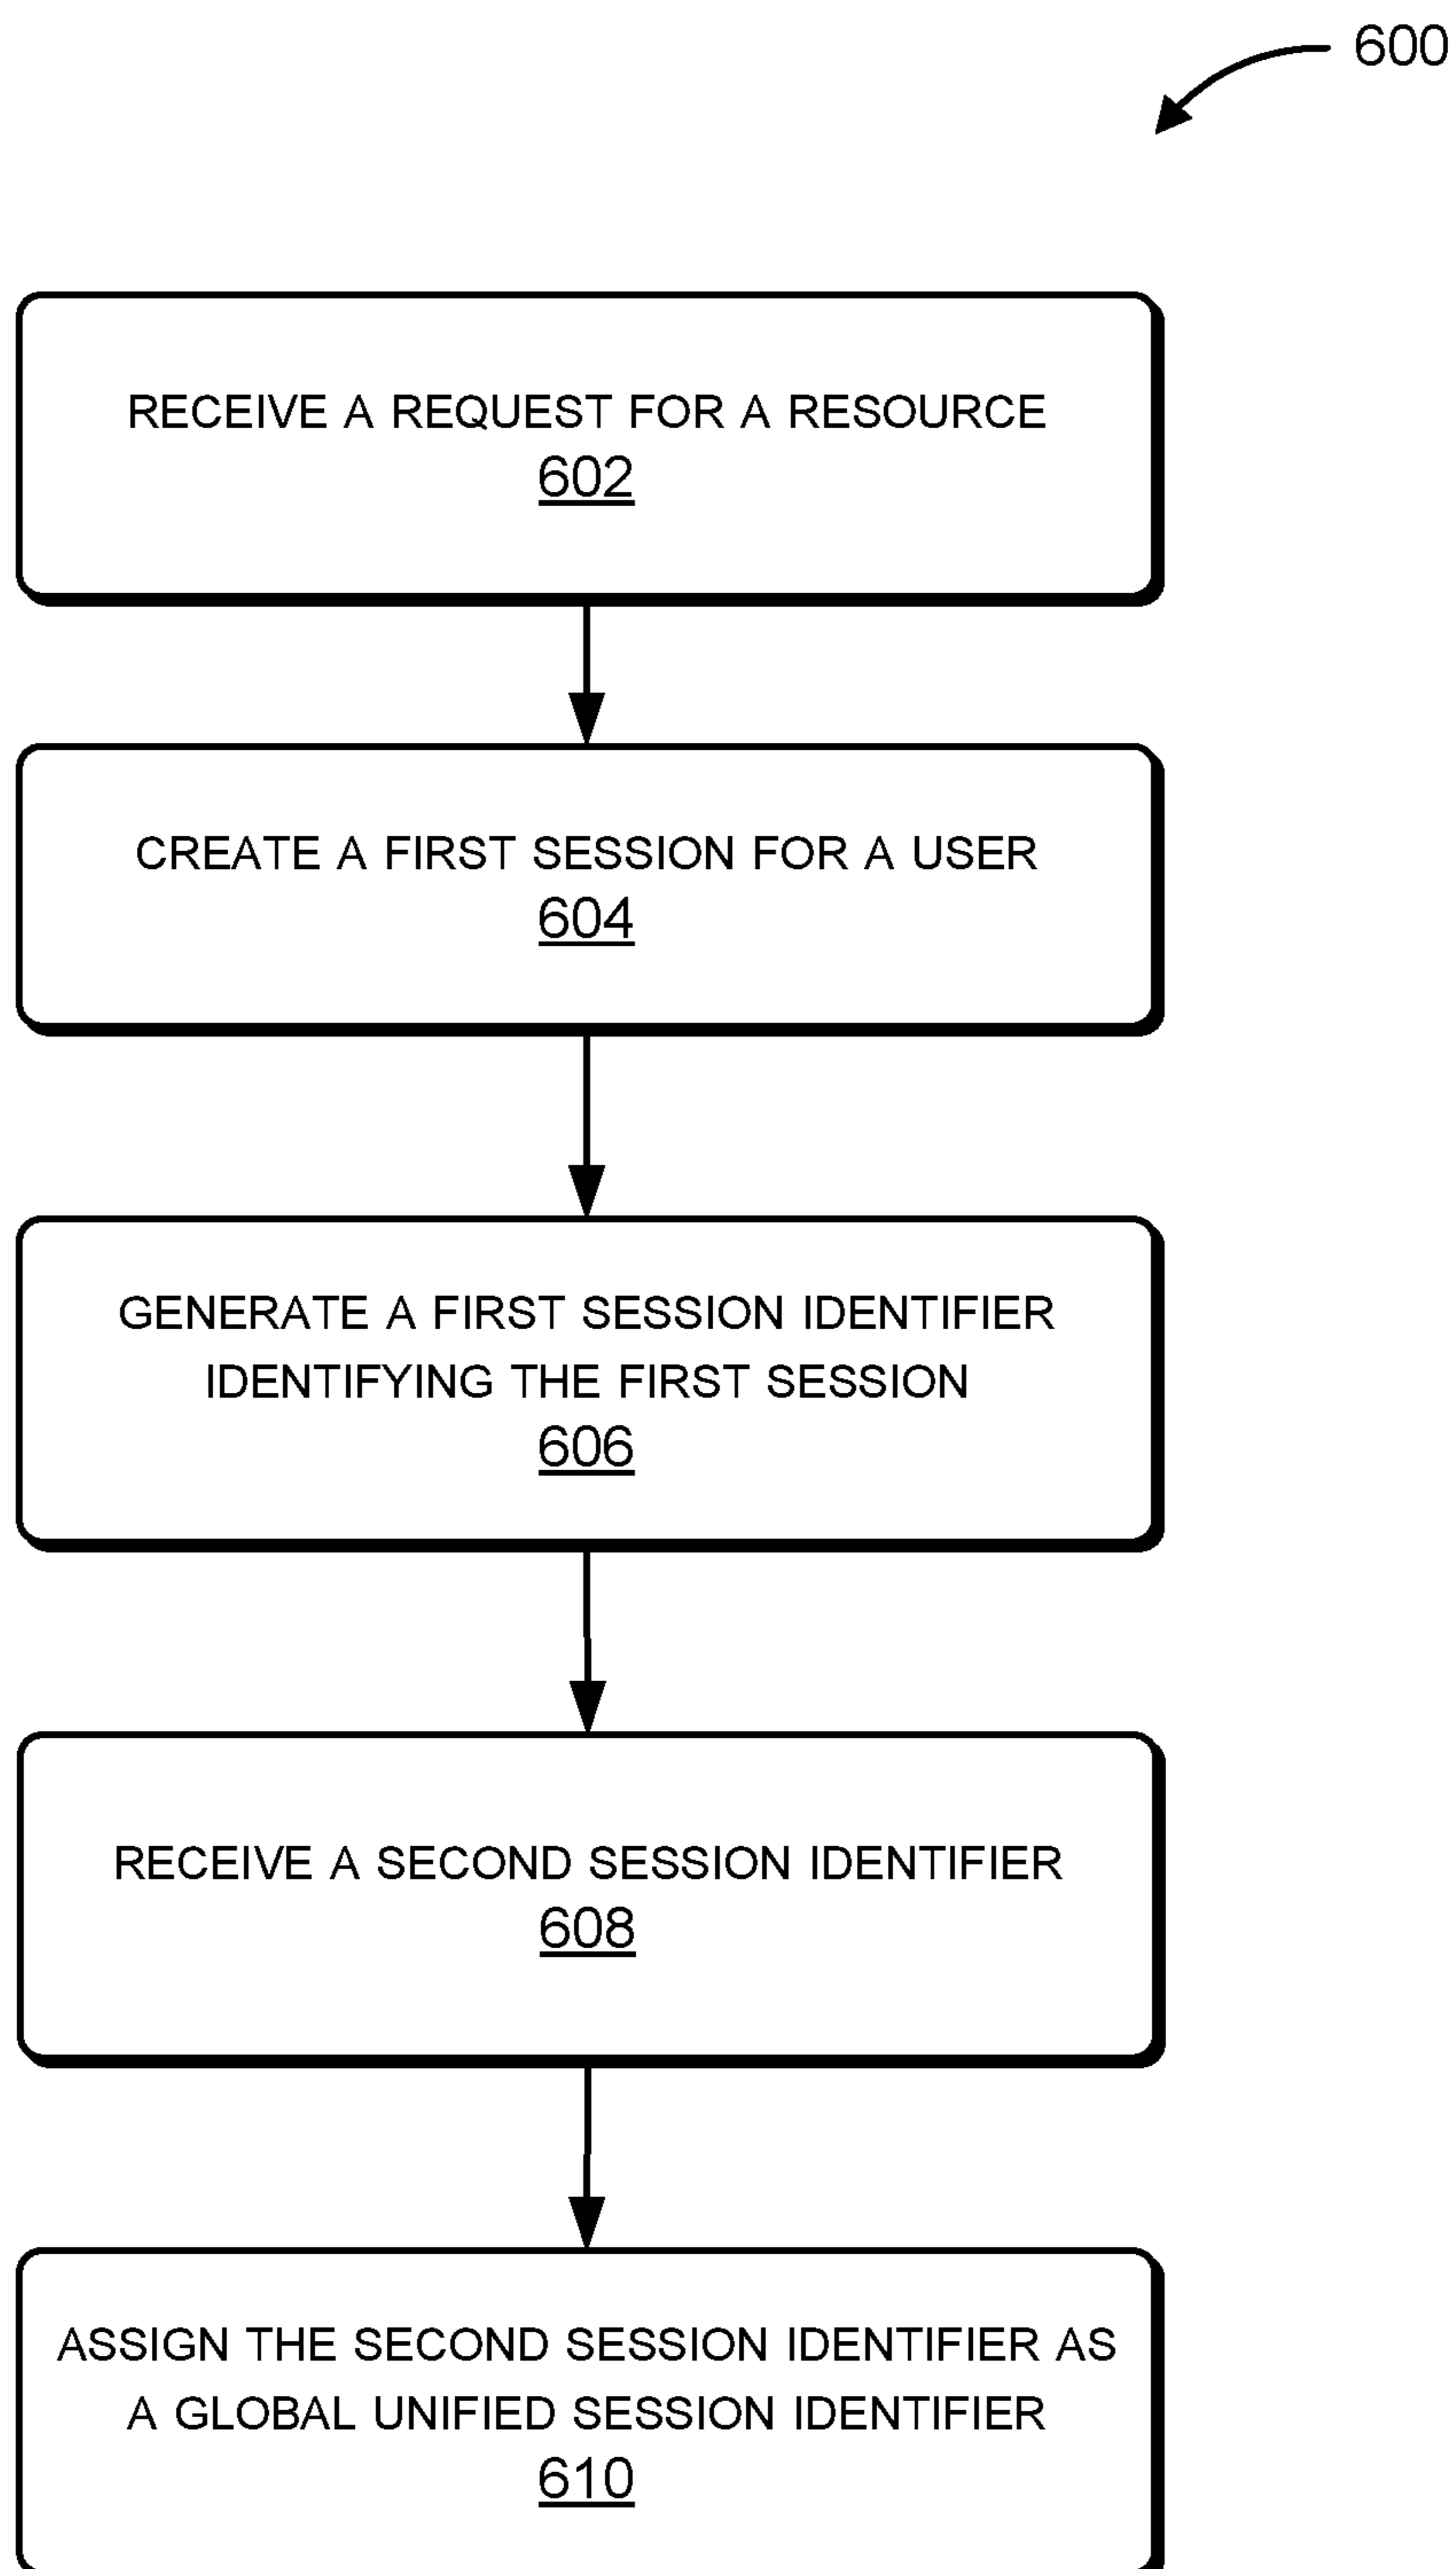 600
RECEIVE A REQUEST FOR A RESOURCE
602
CREATE A FIRST SESSION FOR A USER
604
GENERATE A FIRST SESSION IDENTIFIER
IDENTIFYING THE FIRST SESSION
606
RECEIVE A SECOND SESSION IDENTIFIER
608
ASSIGN THE SECOND SESSION IDENTIFIER AS
A GLOBAL UNIFIED SESSION IDENTIFIER
610